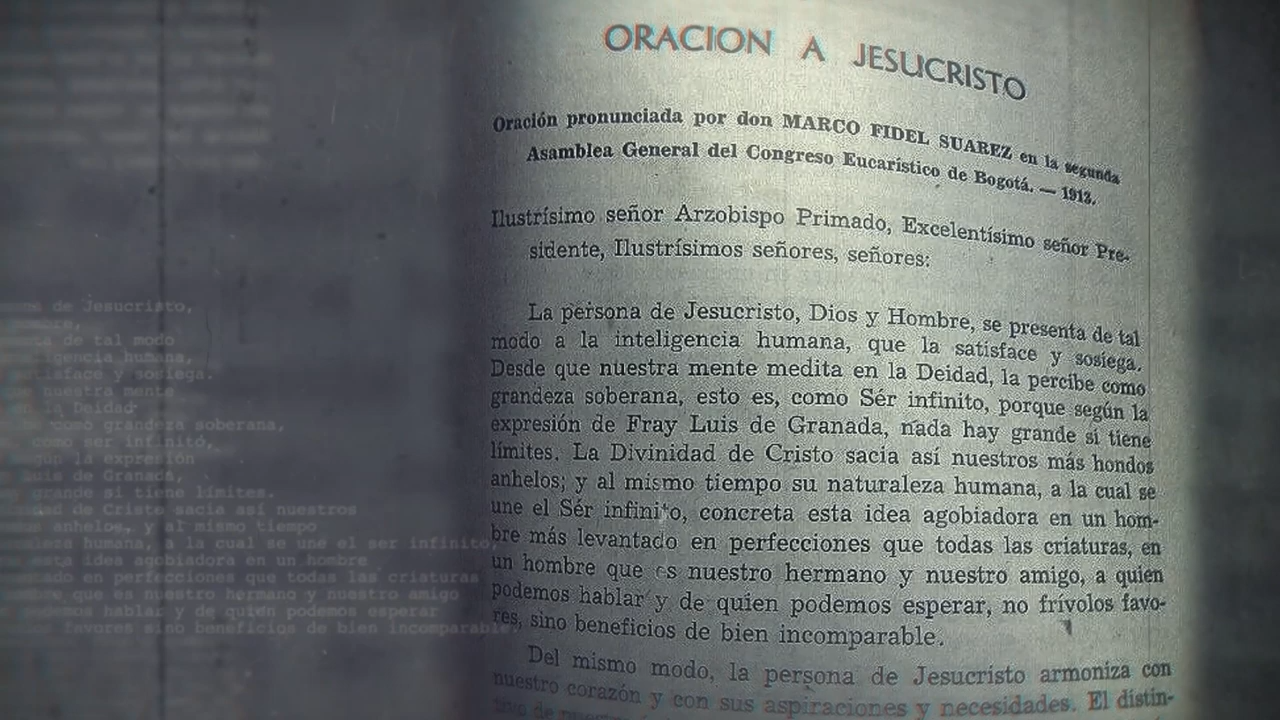 ORACION A JESUCRISTO
Oración pronunciada por don MARCO FIDEL SUAREZ en la segunda
Asamblea General del Congreso Eucarístico de Bogotá. — 1913.
Ilustrísimo señor Arzobispo Primado, Excelentísimo señor Pre-
sidente, Ilustrísimos señores, señores:
La persona de Jesucristo, Dios y Hombre, se presenta de tal
modo a la inteligencia humana, que la satisface y sosiega.
Desde que nuestra mente medita en la Deidad, la percibe como
grandeza soberana, esto es, como Sér infinito, porque según la
expresión de Fray Luis de Granada, nada hay grande si tiene
límites. La Divinidad de Cristo sacia así nuestros más hondos
anhelos; y al mismo tiempo su naturaleza humana, a la cual se
une el Sér infinito, concreta esta idea agobiadora en un hom-
bre más levantado en perfecciones que todas las criaturas, en
un hombre que es nuestro hermano y nuestro amigo, a quien
podemos hablar y de quien podemos esperar, no frívolos favo-
res, sino beneficios de bien incomparable.
Del mismo modo, la persona de Jesucristo armoniza con
nuestro corazón y con sus aspiraciones y necesidades. El distin-
de Jesucristo,
de tal modo
humana,
y sosiega.
nuestra mente
la Deidad
como grandeza soberana,
como ser infinitó,
la expresión
de Granada,
grande si tiene límites.
de Cristo sacia así nuestros
anhelos, y al mismo tiempo
humana, a la cual se une el ser infinito,
idea agobiadora en un hombre
en perfecciones que todas las criaturas
que es nuestro hermano y nuestro amigo
hablar y de quien podemos esperar
favores sino beneficios de bien incomparable